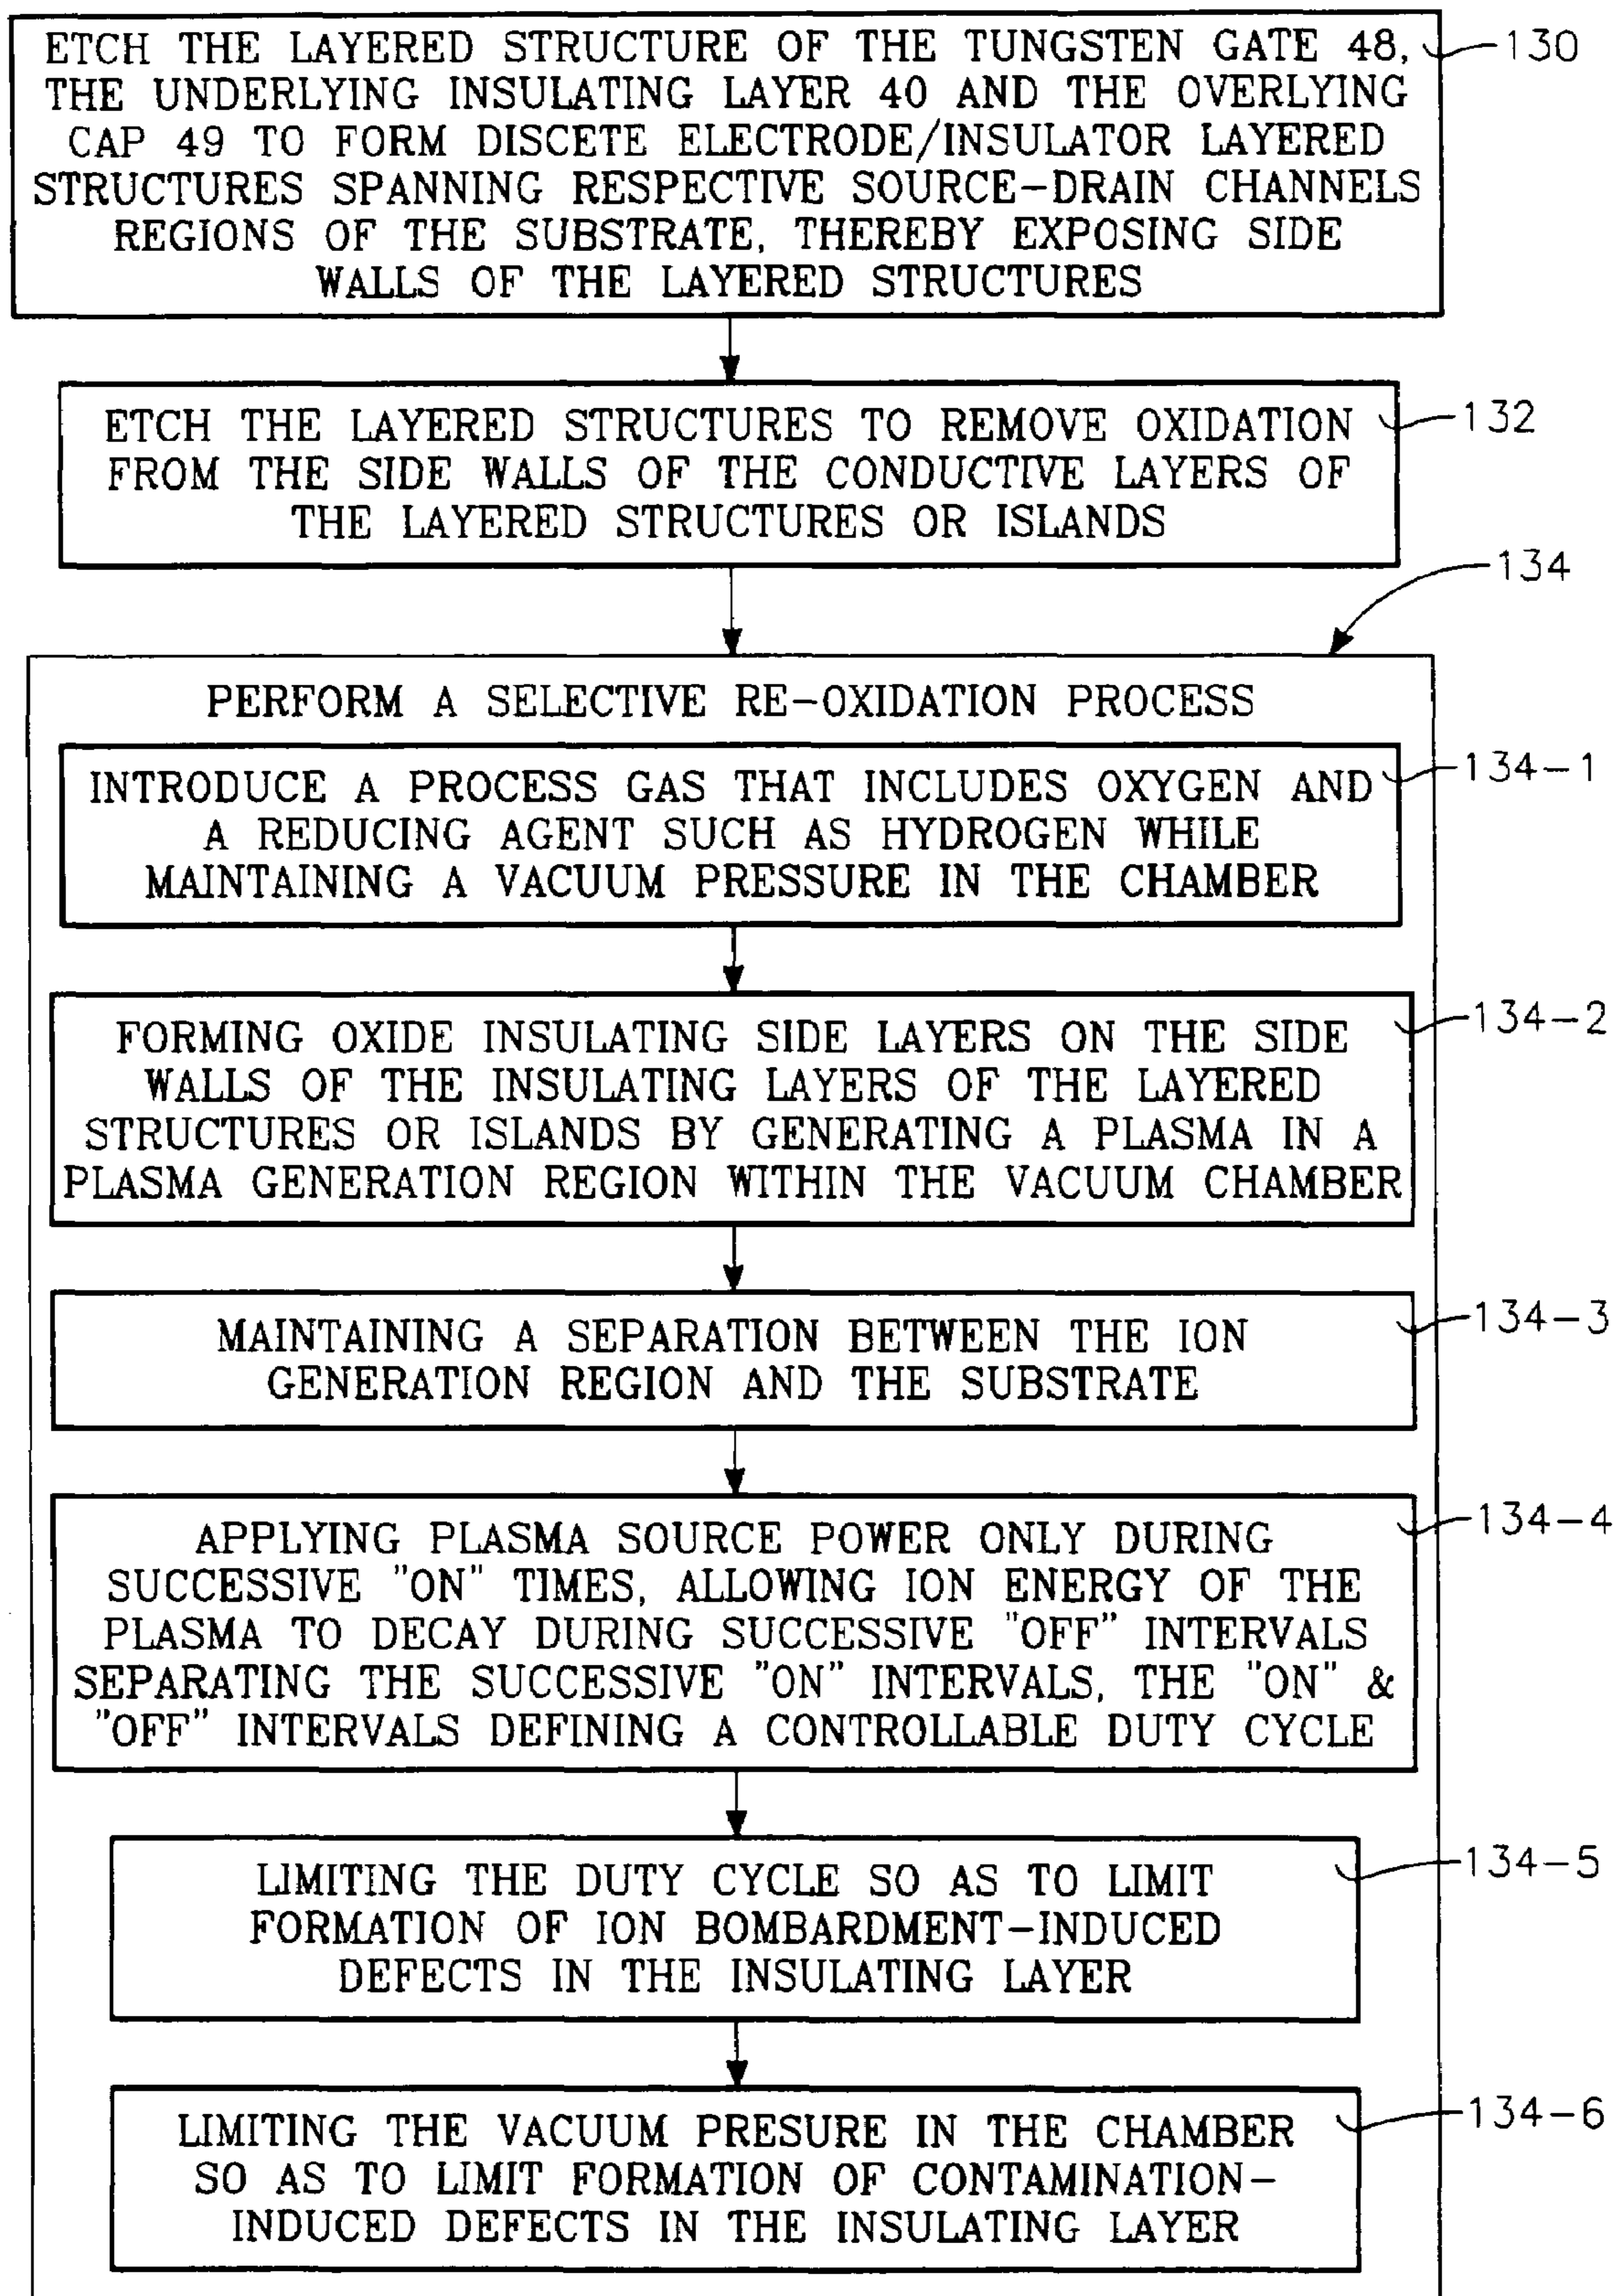 ETCH THE LAYERED STRUCTURE OF THE TUNGSTEN GATE 48,
THE UNDERLYING INSULATING LAYER 40 AND THE OVERLYING
CAP 49 TO FORM DISCETE ELECTRODE/INSULATOR LAYERED
STRUCTURES SPANNING RESPECTIVE SOURCE-DRAIN CHANNELS
REGIONS OF THE SUBSTRATE, THEREBY EXPOSING SIDE
WALLS OF THE LAYERED STRUCTURES
130
ETCH THE LAYERED STRUCTURES TO REMOVE OXIDATION
FROM THE SIDE WALLS OF THE CONDUCTIVE LAYERS OF
THE LAYERED STRUCTURES OR ISLANDS
132
134
PERFORM A SELECTIVE RE-OXIDATION PROCESS
INTRODUCE A PROCESS GAS THAT INCLUDES OXYGEN AND
A REDUCING AGENT SUCH AS HYDROGEN WHILE
MAINTAINING A VACUUM PRESSURE IN THE CHAMBER
134-1
FORMING OXIDE INSULATING SIDE LAYERS ON THE SIDE
WALLS OF THE INSULATING LAYERS OF THE LAYERED
STRUCTURES OR ISLANDS BY GENERATING A PLASMA IN A
PLASMA GENERATION REGION WITHIN THE VACUUM CHAMBER
134-2
MAINTAINING A SEPARATION BETWEEN THE ION
GENERATION REGION AND THE SUBSTRATE
134-3
APPLYING PLASMA SOURCE POWER ONLY DURING
SUCCESSIVE "ON" TIMES, ALLOWING ION ENERGY OF THE
PLASMA TO DECAY DURING SUCCESSIVE "OFF" INTERVALS
SEPARATING THE SUCCESSIVE "ON" INTERVALS, THE "ON" &
"OFF" INTERVALS DEFINING A CONTROLLABLE DUTY CYCLE
134-4
LIMITING THE DUTY CYCLE SO AS TO LIMIT
FORMATION OF ION BOMBARDMENT-INDUCED
DEFECTS IN THE INSULATING LAYER
134-5
LIMITING THE VACUUM PRESURE IN THE CHAMBER
SO AS TO LIMIT FORMATION OF CONTAMINATION-
INDUCED DEFECTS IN THE INSULATING LAYER
134-6